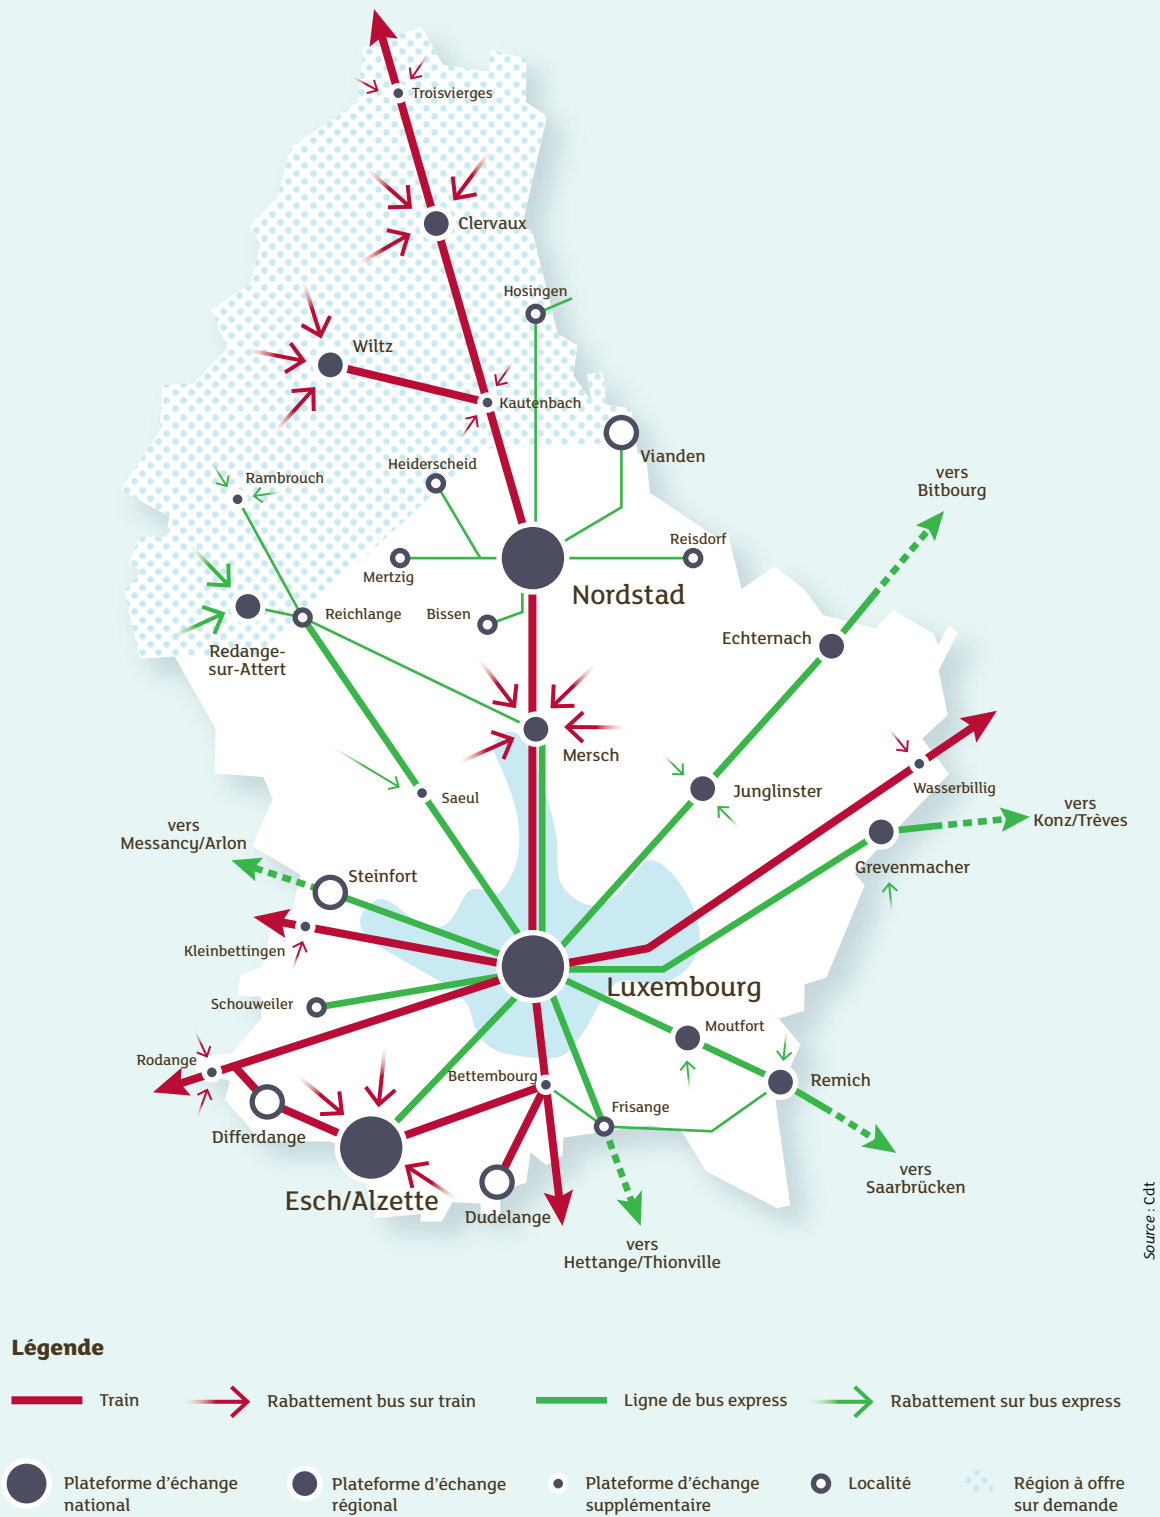 Troisvierges
Clervaux
Hosingen
Wiltz
Kautenbach
Vianden
Heiderscheid
Rambrouch
vers
Bitbourg
Reisdorf
Mertzig
Nordstad
Bissen
Reichlange
Echternach
Redange-
sur-Attert
Mersch
Junglinster
Wasserbillig
Saeul
vers
Konz/Trèves
vers
Messancy/Arlon
Grevenmacher
Steinfort
Kleinbettingen
Luxembourg
Schouweiler
Moutfort
Rodange
Bettembourg
Remich
Frisange
Differdange
vers
Saarbrücken
Esch/Alzette
Dudelange
vers
Hettange/Thionville
Source : Cdt
Légende
Train
Rabattement bus sur train
Ligne de bus express
Rabattement sur bus express
Plateforme d'échange
national
Plateforme d'échange
régional
Plateforme d'échange
supplémentaire
Localité
Région à offre
sur demande